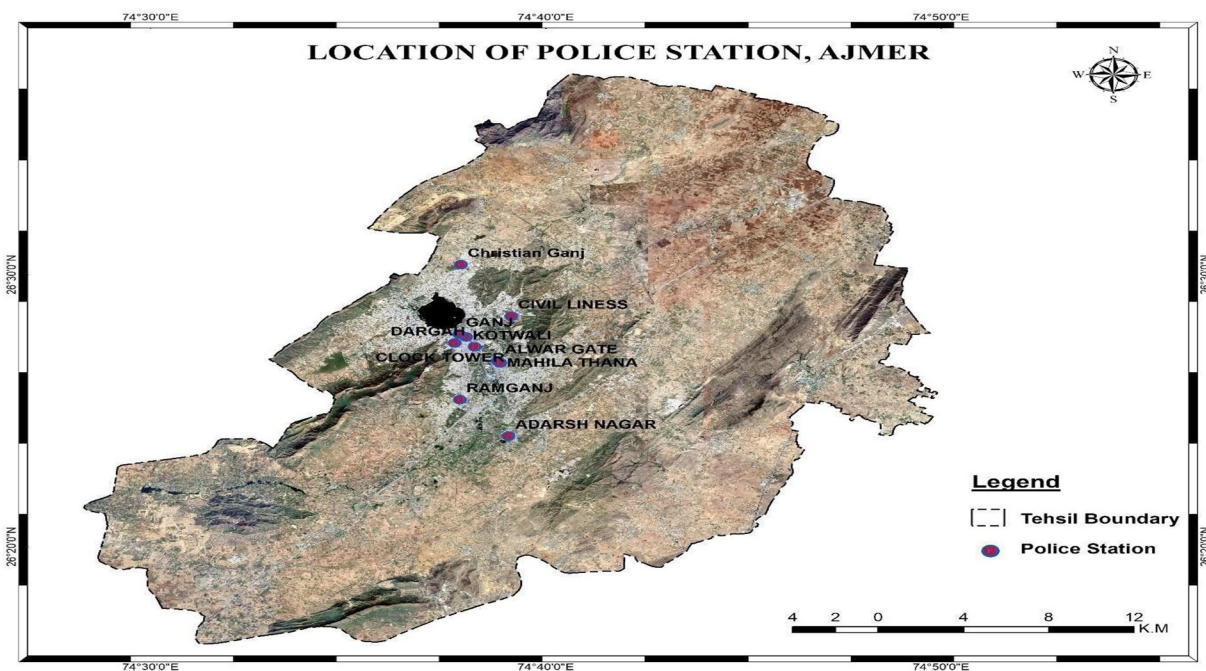 74°30'0"E 74°40'0"E 74°50'0"E
LOCATION OF POLICE STATION, AJMER
N
W E
S
26°30'0"N 26°30'0"N
Christian Ganj
CIVIL LINESS
GANJ
DARGAH KOTWALI
ALWAR GATE
CLOCK TOWER
MAHILA THANA
RAMGANJ
ADARSH NAGAR
Legend
Tehsil Boundary
Police Station
26°20'0"N 26°20'0"N
4 2 0 4 8 12
K.M
74°30'0"E 74°40'0"E 74°50'0"E